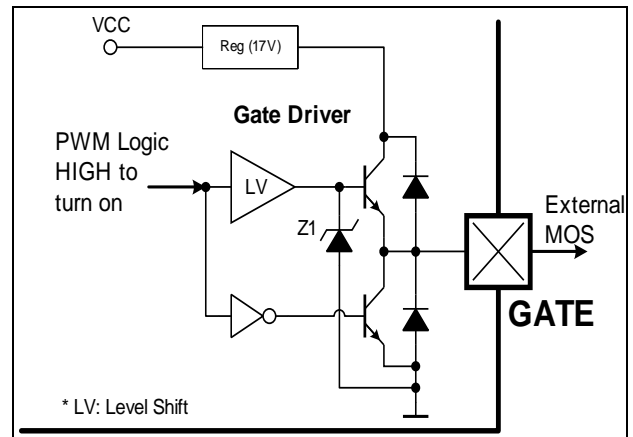 VCC
Reg (17V)
Gate Driver
PWM Logic
HIGH to
turn on
LV
Z1
External
MOS
GATE
* LV: Level Shift